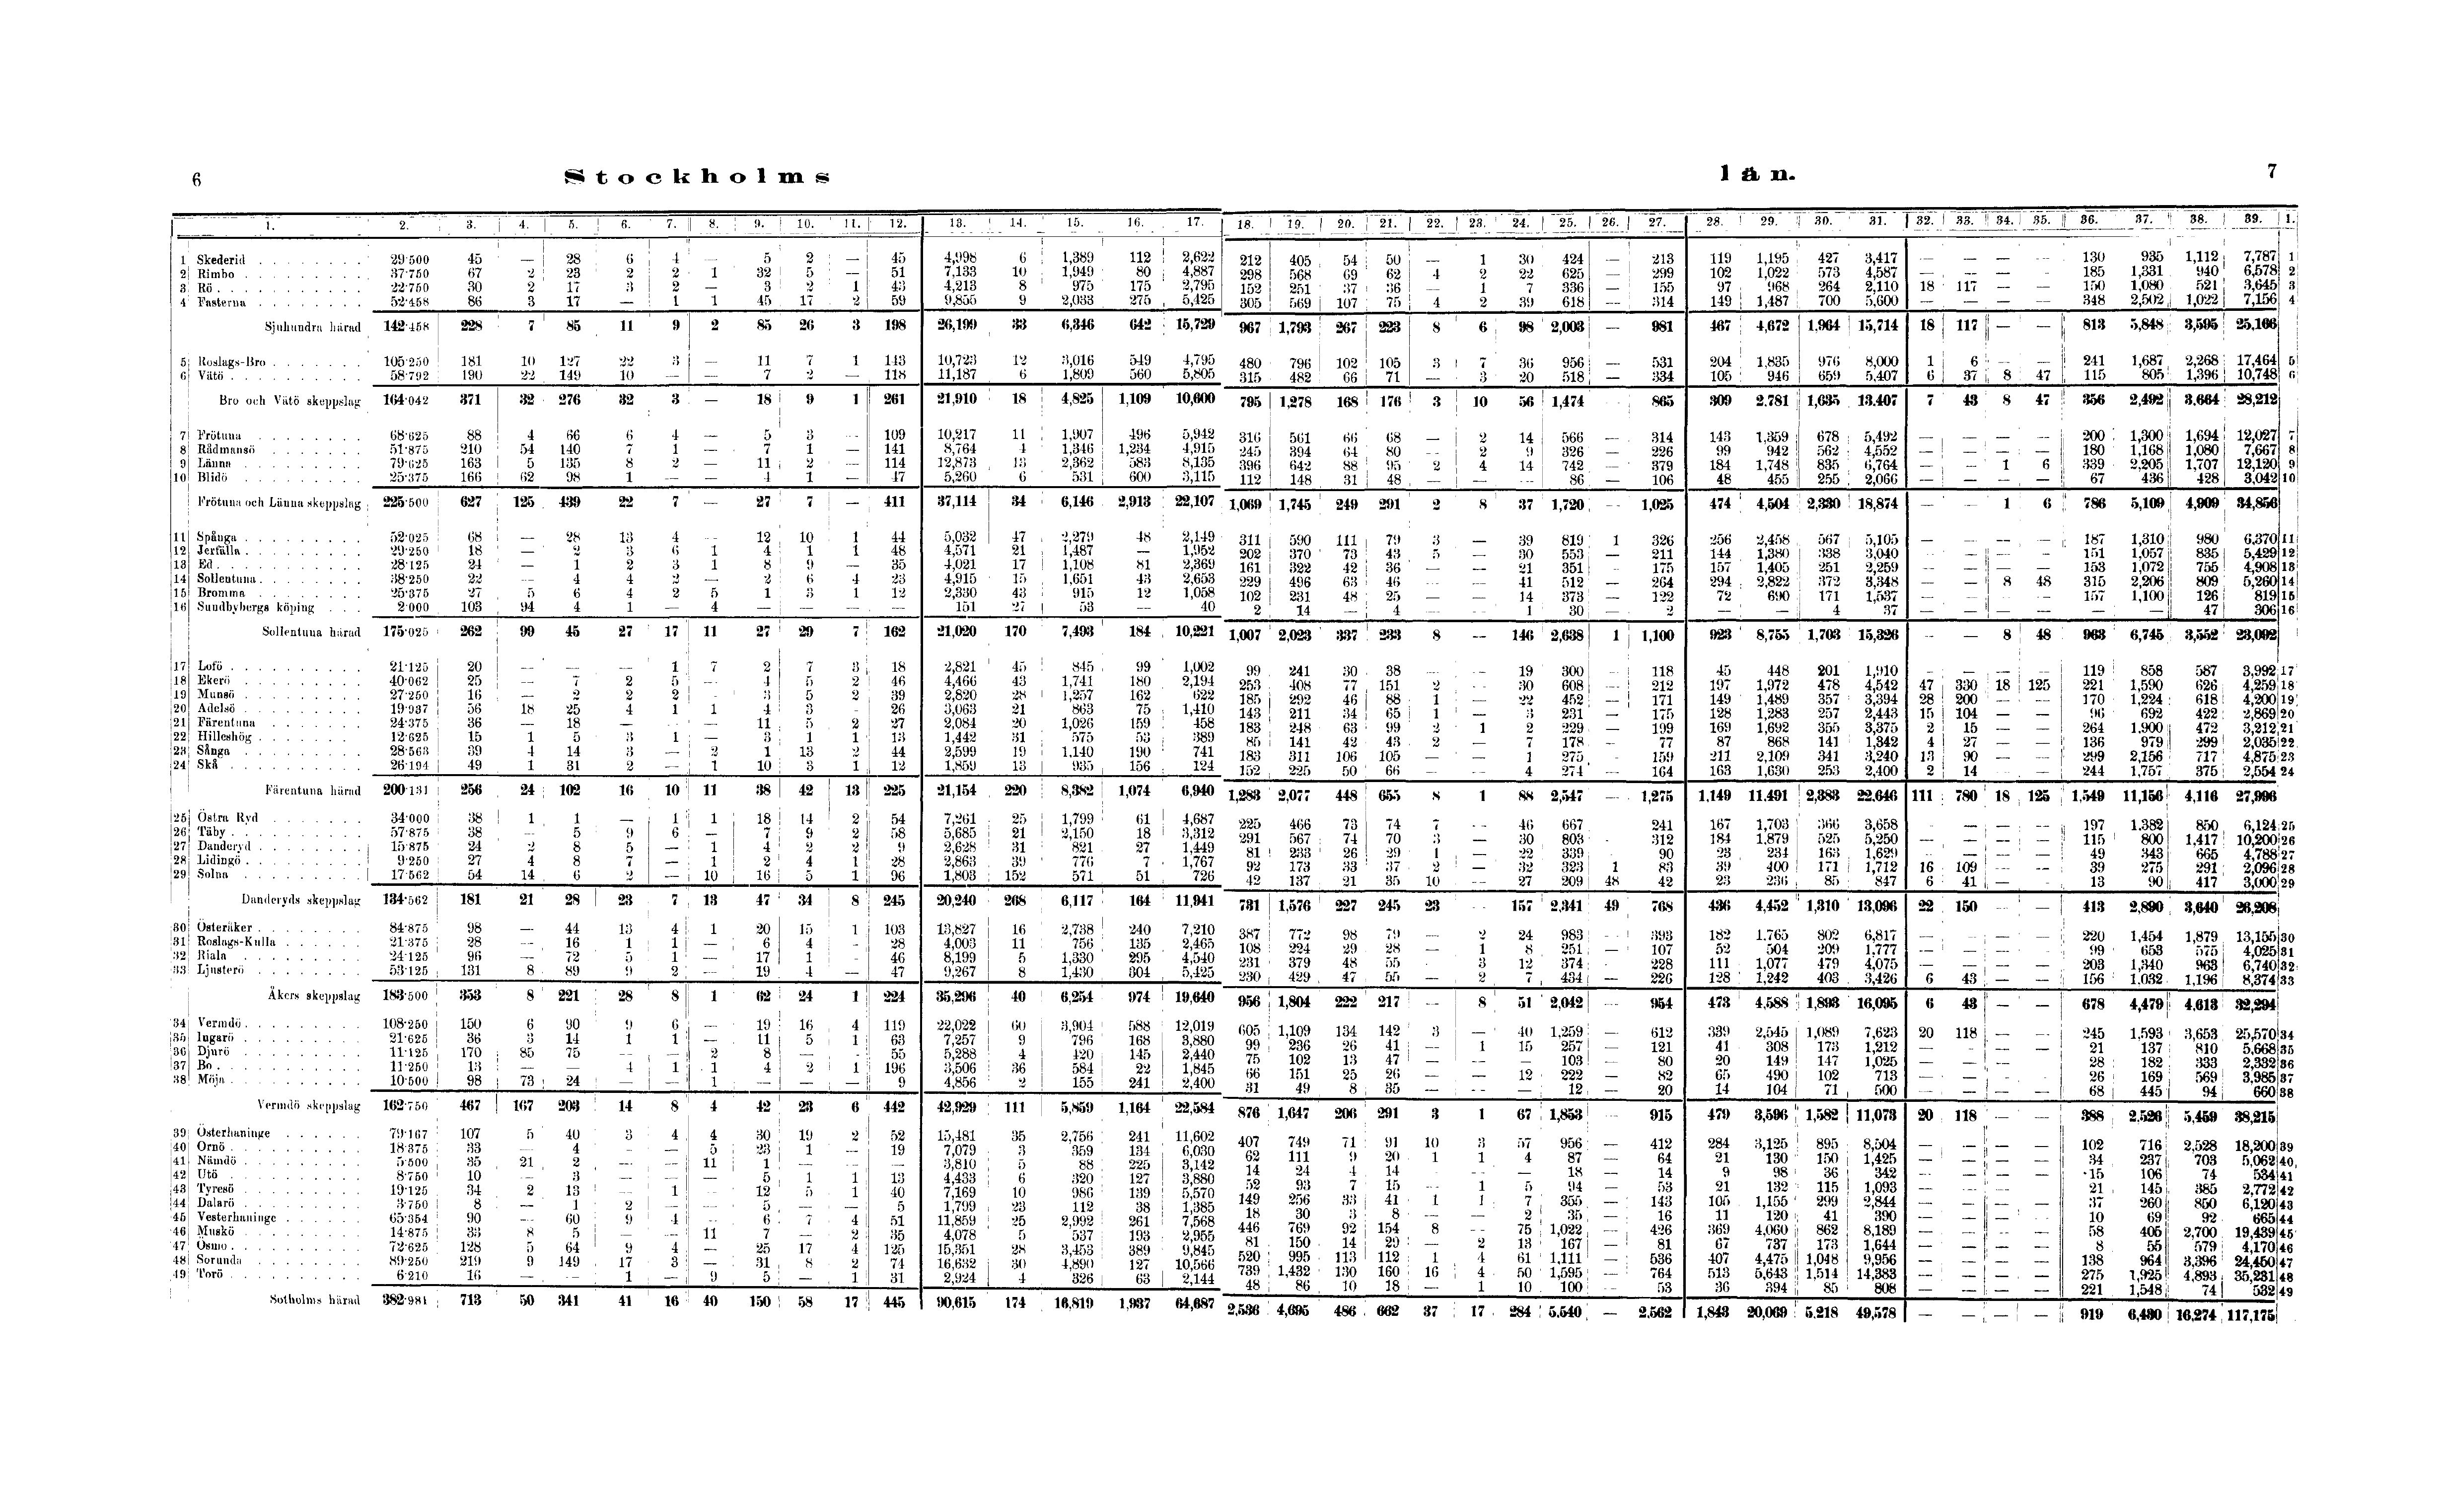 6 Stockholms län. 7
1. 2. 3. 4. 5. 6. 7. 8. 9. 10. 11. 12. 13. 14. 15. 16. 17. 18. 19. 20. 21. 22. 23. 24. 25. 26. 27. 28. 29. 30. 31. 32. 33. 34. 35. 36. 37. 38. 39. 1.
1 Skederid 29·500 45 — 28 6 4 — 5 2 — 45 4,998 6 1,389 112 2,622 212 405 54 50 — 1 30 424 — 213 119 1,195 427 3,417 — — — — 130 935 1,112 7,787 1
2 Rimbo 37·750 67 2 23 2 2 1 32 5 — 51 7,133 10 1,949 80 4,887 298 568 69 62 4 2 22 625 — 299 102 1,022 573 4,587 — — — — 185 1,331 940 6,578 2
3 Rö 22·750 30 2 17 3 2 — 3 2 1 43 4,213 8 975 175 2,795 152 251 37 36 — 1 7 336 — 155 97 968 264 2,110 18 117 — — 150 1,080 521 3,645 3
4 Fasterna 52·458 86 3 17 — 1 1 45 17 2 59 9,855 9 2,033 275 5,425 305 569 107 75 4 2 39 618 — 314 149 1,487 700 5,600 — — — — 348 2,502 1,022 7,156 4
Sjuhundra härad 142·458 228 7 85 11 9 2 85 26 3 198 26,199 33 6,346 642 15,729 967 1,793 267 223 8 6 98 2,003 — 981 467 4,672 1,964 15,714 18 117 — — 813 5,848 3,595 25,166
5 Roslags-Bro 105·250 181 10 127 22 3 — 11 7 1 143 10,723 12 3,016 549 4,795 480 796 102 105 3 7 36 956 — 531 204 1,835 976 8,000 1 6 — — 241 1,687 2,268 17,464 5
6 Vätö 58·792 190 22 149 10 — — 7 2 — 118 11,187 6 1,809 560 5,805 315 482 66 71 — 3 20 518 — 334 105 946 659 5,407 6 37 8 47 115 805 1,396 10,748 6
Bro och Vätö skeppslag 164·042 371 32 276 32 3 — 18 9 1 261 21,910 18 4,825 1,109 10,600 795 1,278 168 176 3 10 56 1,474 — 865 309 2,781 1,635 13,407 7 43 8 47 356 2,492 3,664 28,212
7 Frötuna 68·625 88 4 66 6 4 — 5 3 — 109 10,217 11 1,907 496 5,942 316 561 66 68 — 2 14 566 — 314 143 1,359 678 5,492 — — — — 200 1,300 1,694 12,027 7
8 Rådmansö 51·875 210 54 140 7 1 — 7 1 — 141 8,764 4 1,346 1,234 4,915 245 394 64 80 — 2 9 326 — 226 99 942 562 4,552 — — — — 180 1,168 1,080 7,667 8
9 Länna 79·625 163 5 135 8 2 — 11 2 — 114 12,873 13 2,362 583 8,135 396 642 88 95 2 4 14 742 — 379 184 1,748 835 6,764 — — 1 6 339 2,205 1,707 12,120 9
10 Blidö 25·375 166 62 98 1 — — 4 1 — 47 5,260 6 531 600 3,115 112 148 31 48 — — — 86 — 106 48 455 255 2,066 — — — — 67 436 428 3,042 10
Frötuna och Länna skeppslag 225·500 627 125 439 22 7 — 27 7 — 411 37,114 34 6,146 2,913 22,107 1,069 1,745 249 291 2 8 37 1,720 — 1,025 474 4,504 2,330 18,874 — — 1 6 786 5,109 4,909 34,856
11 Spånga 52·025 68 — 28 13 4 — 12 10 1 44 5,032 47 2,279 48 2,149 311 590 111 79 3 — 39 819 1 326 256 2,458 567 5,105 — — — — 187 1,310 980 6,370 11
12 Jerfälla 29·250 18 — 2 3 6 1 4 1 1 48 4,571 21 1,487 — 1,952 202 370 73 43 5 — 30 553 — 211 144 1,380 338 3,040 — — — — 151 1,057 835 5,429 12
13 Ed 28·125 24 — 1 2 3 1 8 9 — 35 4,021 17 1,108 81 2,369 161 322 42 36 — — 21 351 — 175 157 1,405 251 2,259 — — — — 153 1,072 755 4,908 13
14 Sollentuna 38·250 22 — 4 4 2 — 2 6 4 23 4,915 15 1,651 43 2,653 229 496 63 46 — — 41 512 — 264 294 2,822 372 3,348 — — 8 48 315 2,206 809 5,260 14
15 Bromma 25·375 27 5 6 4 2 5 1 3 1 12 2,330 43 915 12 1,058 102 231 48 25 — — 14 373 — 122 72 690 171 1,537 — — — — 157 1,100 126 819 15
16 Sundbybergs köping 2·000 103 94 4 1 — 4 — — — — 151 27 53 — 40 2 14 — 4 — — 1 30 — 2 — — 4 37 — — — — — — 47 306 16
Sollentuna härad 175·025 262 99 45 27 17 11 27 29 7 162 21,020 170 7,493 184 10,221 1,007 2,023 337 233 8 — 146 2,638 1 1,100 923 8,755 1,703 15,326 — — 8 48 963 6,745 3,552 23,092
17 Lofö 21·125 20 — — — 1 7 2 7 3 18 2,821 45 845 99 1,002 99 241 30 38 — — 19 300 — 118 45 448 201 1,910 — — — — 119 858 587 3,992 17
18 Ekerö 40·062 25 — 7 2 5 — 4 5 2 46 4,466 43 1,741 180 2,194 253 408 77 151 2 — 30 608 — 212 197 1,972 478 4,542 47 330 18 125 221 1,590 626 4,259 18
19 Munsö 27·250 16 — 2 2 2 — 3 5 2 39 2,820 28 1,257 162 622 185 292 46 88 1 — 22 452 — 171 149 1,489 357 3,394 28 200 — — 170 1,224 618 4,200 19
20 Adelsö 19·937 56 18 25 4 1 1 4 3 — 26 3,063 21 863 75 1,410 143 211 34 65 1 — 3 231 — 175 128 1,283 257 2,443 15 104 — — 96 692 422 2,869 20
21 Färentuna 24·375 36 — 18 — — — 11 5 2 27 2,084 20 1,026 159 458 183 248 63 99 2 1 2 229 — 199 169 1,692 355 3,375 2 15 — — 264 1,900 472 3,212 21
22 Hilleshög 12·625 15 1 5 3 1 — 3 1 1 13 1,442 31 575 53 389 85 141 42 43 2 — 7 178 — 77 87 868 141 1,342 4 27 — — 136 979 299 2,035 22
23 Sånga 28·563 39 4 14 3 — 2 1 13 2 44 2,599 19 1,140 190 741 183 311 106 105 — — 1 275 — 159 211 2,109 341 3,240 13 90 — — 299 2,156 717 4,875 23
24 Skå 26·194 49 1 31 2 — 1 10 3 1 12 1,859 13 935 156 124 152 225 50 66 — — 4 274 — 164 163 1,630 253 2,400 2 14 — — 244 1,757 375 2,554 24
Färentuna härad 200·131 256 24 102 16 10 11 38 42 13 225 21,154 220 8,382 1,074 6,940 1,283 2,077 448 655 8 1 88 2,547 — 1,275 1,149 11,491 2,383 22,646 111 780 18 125 1,549 11,156 4,116 27,996
25 Östra Ryd 34·000 38 1 1 — 1 1 18 14 2 54 7,261 25 1,799 61 4,687 225 466 73 74 7 — 46 667 241 167 1,703 366 3,658 — — — — 197 1,382 850 6,124 25
26 Täby 57·875 38 — 5 9 6 — 7 9 2 58 5,685 21 2,150 18 3,312 291 567 74 70 3 — 30 803 — 312 184 1,879 525 5,250 — — — — 115 800 1,417 10,200 26
27 Danderyd 15·875 24 2 8 5 — 1 4 2 2 9 2,628 31 821 27 1,449 81 233 26 29 1 — 22 339 90 23 234 163 1,629 — — — — 49 343 665 4,788 27
28 Lidingö 9·250 27 4 8 7 — 1 2 4 1 28 2,863 39 776 7 1,767 92 173 33 37 2 — 32 323 1 83 39 400 171 1,712 16 109 — — 39 275 291 2,096 28
29 Solna 17·562 54 14 6 2 — 10 16 5 1 96 1,803 152 571 51 726 42 137 21 35 10 — 27 209 48 42 23 236 85 847 6 41 — — 13 90 417 3,000 29
Danderyds skeppslag 134·562 181 21 28 23 7 13 47 34 8 245 20,240 268 6,117 164 11,941 731 1,576 227 245 23 — 157 2,341 49 768 436 4,452 1,310 13,096 22 150 — — 413 2,890 3,640 26,208
30 Österåker 84·875 98 — 44 13 4 1 20 15 1 103 13,827 16 2,738 240 7,210 387 772 98 79 — 2 24 983 — 393 182 1,765 802 6,817 — — — — 220 1,454 1,879 13,155 30
31 Roslags-Kulla 21·375 28 — 16 1 1 — 6 4 — 28 4,003 11 756 135 2,465 108 224 29 28 — 1 8 251 — 107 52 504 209 1,777 — — — — 99 653 575 4,025 31
32 Riala 24·125 96 — 72 5 1 — 17 1 — 46 8,199 5 1,330 295 4,540 231 379 48 55 — 3 12 374 — 228 111 1,077 479 4,075 — — — — 203 1,340 963 6,740 32
33 Ljusterö 53·125 131 8 89 9 2 — 19 4 — 47 9,267 8 1,430 304 5,425 230 429 47 55 — 2 7 434 — 226 128 1,242 403 3,426 6 43 — — 156 1,032 1,196 8,374 33
Åkers skeppslag 183·500 353 8 221 28 8 1 62 24 1 224 35,296 40 6,254 974 19,640 956 1,804 222 217 — 8 51 2,042 — 954 473 4,588 1,893 16,095 6 43 — — 678 4,479 4,613 32,294
34 Vermdö 108·250 150 6 90 9 6 — 19 16 4 119 22,022 60 3,904 588 12,019 605 1,109 134 142 3 — 40 1,259 — 612 339 2,545 1,089 7,623 20 118 — — 245 1,593 3,653 25,570 34
35 Ingarö 21·625 36 3 14 1 1 — 11 5 1 63 7,257 9 796 168 3,880 99 236 26 41 — 1 15 257 — 121 41 308 173 1,212 — — — — 21 137 810 5,668 35
36 Djurö 11·125 170 85 75 — — 2 8 — — 55 5,288 4 420 145 2,440 75 102 13 47 — — — 103 — 80 20 149 147 1,025 — — — — 28 182 333 2,332 36
37 Bo 11·250 13 — — 4 1 1 4 2 1 196 3,506 36 584 22 1,845 66 151 25 26 — — 12 222 — 82 65 490 102 713 — — — — 26 169 569 3,985 37
38 Möja 10·500 98 73 24 — — 1 — — — 9 4,856 2 155 241 2,400 31 49 8 35 — — — 12 — 20 14 104 71 500 — — — — 68 445 94 660 38
Vermdö skeppslag 162·750 467 167 203 14 8 4 42 23 6 442 42,929 111 5,859 1,164 22,584 876 1,647 206 291 3 1 67 1,853 — 915 479 3,596 1,582 11,073 20 118 — — 388 2,526 5,459 38,215
39 Österhaninge 79·167 107 5 40 3 4 4 30 19 2 52 15,481 35 2,756 241 11,602 407 749 71 91 10 3 57 956 — 412 284 3,125 895 8,504 — — — — 102 716 2,528 18,200 39
40 Ornö 18·375 33 — 4 — — 5 23 1 — 19 7,079 3 359 134 6,030 62 111 9 20 1 1 4 87 — 64 21 130 150 1,425 — — — — 34 237 703 5,062 40
41 Nämdö 5·500 35 21 2 — — 11 1 — — — 3,810 5 88 225 3,142 14 24 4 14 — — — 18 — 14 9 98 36 342 — — — — 15 106 74 534 41
42 Utö 8·750 10 — 3 — — — 5 1 1 13 4,433 6 320 127 3,880 52 93 7 15 — 1 5 94 — 53 21 132 115 1,093 — — — — 21 145 385 2,772 42
43 Tyresö 19·125 34 2 13 — 1 — 12 5 1 40 7,169 10 986 139 5,570 149 256 33 41 1 1 7 355 — 143 105 1,155 299 2,844 — — — — 37 260 850 6,120 43
44 Dalarö 3·750 8 — 1 2 — — 5 — — 5 1,799 23 112 38 1,385 18 30 3 8 — — 2 35 — 16 11 120 41 390 — — — — 10 69 92 665 44
45 Vesterhaninge 65·354 90 — 60 9 4 — 6 7 4 51 11,859 25 2,992 261 7,568 446 769 92 154 8 — 75 1,022 — 426 369 4,060 862 8,189 — — — — 58 405 2,700 19,439 45
46 Muskö 14·875 33 8 5 — — 11 7 — 2 35 4,078 5 537 193 2,955 81 150 14 29 — 2 13 167 — 81 67 737 173 1,644 — — — — 8 55 579 4,170 46
47 Ösmo 72·625 128 5 64 9 4 — 25 17 4 125 15,351 28 3,453 389 9,845 520 995 113 112 1 4 61 1,111 — 536 407 4,475 1,048 9,956 — — — — 138 964 3,396 24,450 47
48 Sorunda 89·250 219 9 149 17 3 — 31 8 2 74 16,632 30 4,890 127 10,566 739 1,432 130 160 16 4 50 1,595 — 764 513 5,643 1,514 14,383 — — — — 275 1,925 4,893 35,231 48
49 Torö 6·210 16 — — 1 — 9 5 — 1 31 2,924 4 326 63 2,144 48 86 10 18 — 1 10 100 — 53 36 394 85 808 — — — — 221 1,548 74 532 49
Sotholms härad 382·981 713 50 341 41 16 40 150 58 17 445 90,615 174 16,819 1,937 64,687 2,536 4,695 486 662 37 17 284 5,540 — 2,562 1,843 20,069 5,218 49,578 — — — — 919 6,430 16,274 117,175